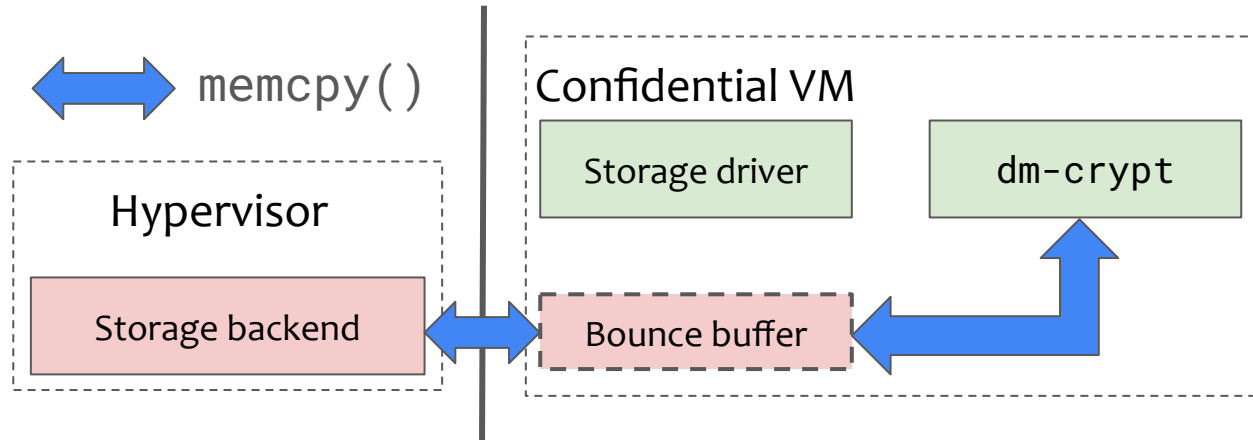 memcpy()
Hypervisor
Storage backend
Confidential VM
Storage driver
dm-crypt
Bounce buffer